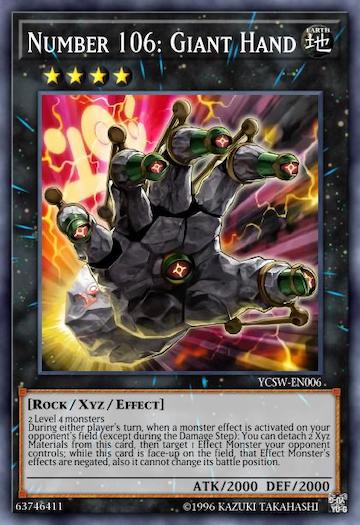 NUMBER 106: GIANT HAND
EARTH
地
YCSW-EN006
[ROCK / XYZ / EFFECT]
2 Level 4 monsters
During either player's turn, when a monster effect is activated on your
opponent's field (except during the Damage Step): You can detach 2 Xyz
Materials from this card, then target 1 Effect Monster your opponent
controls; while this card is face-up on the field, that Effect Monster's
effects are negated, also it cannot change its battle position.
ATK/2000 DEF/2000
63746411
©1996 KAZUKI TAKAHASHI